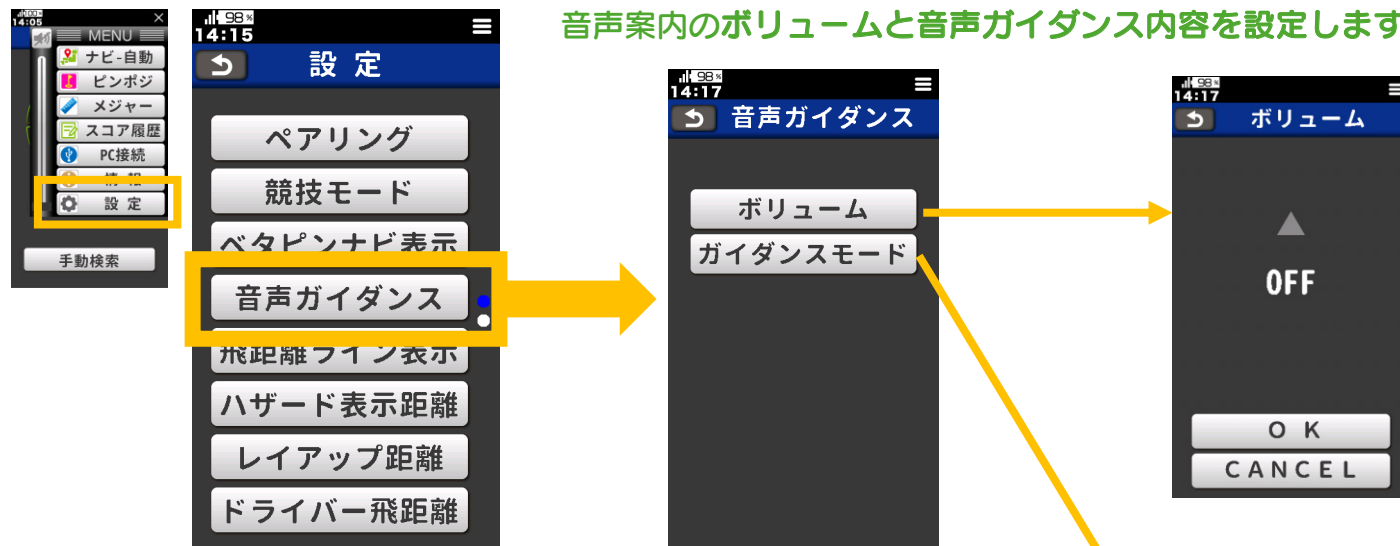 音声案内のボリュームと音声ガイダンス内容を設定します
14:05
MENU
ナビ-自動
ピンポジ
メジャー
スコア履歴
PC接続
情 報
設 定
手動検索
98%
14:15
設 定
ペアリング
競技モード
ベタピンナビ表示
音声ガイダンス
飛距離ライン表示
ハザード表示距離
レイアップ距離
ドライバー飛距離
98%
14:17
音声ガイダンス
ボリューム
ガイダンスモード
98%
14:17
ボリューム
OFF
O K
CANCEL